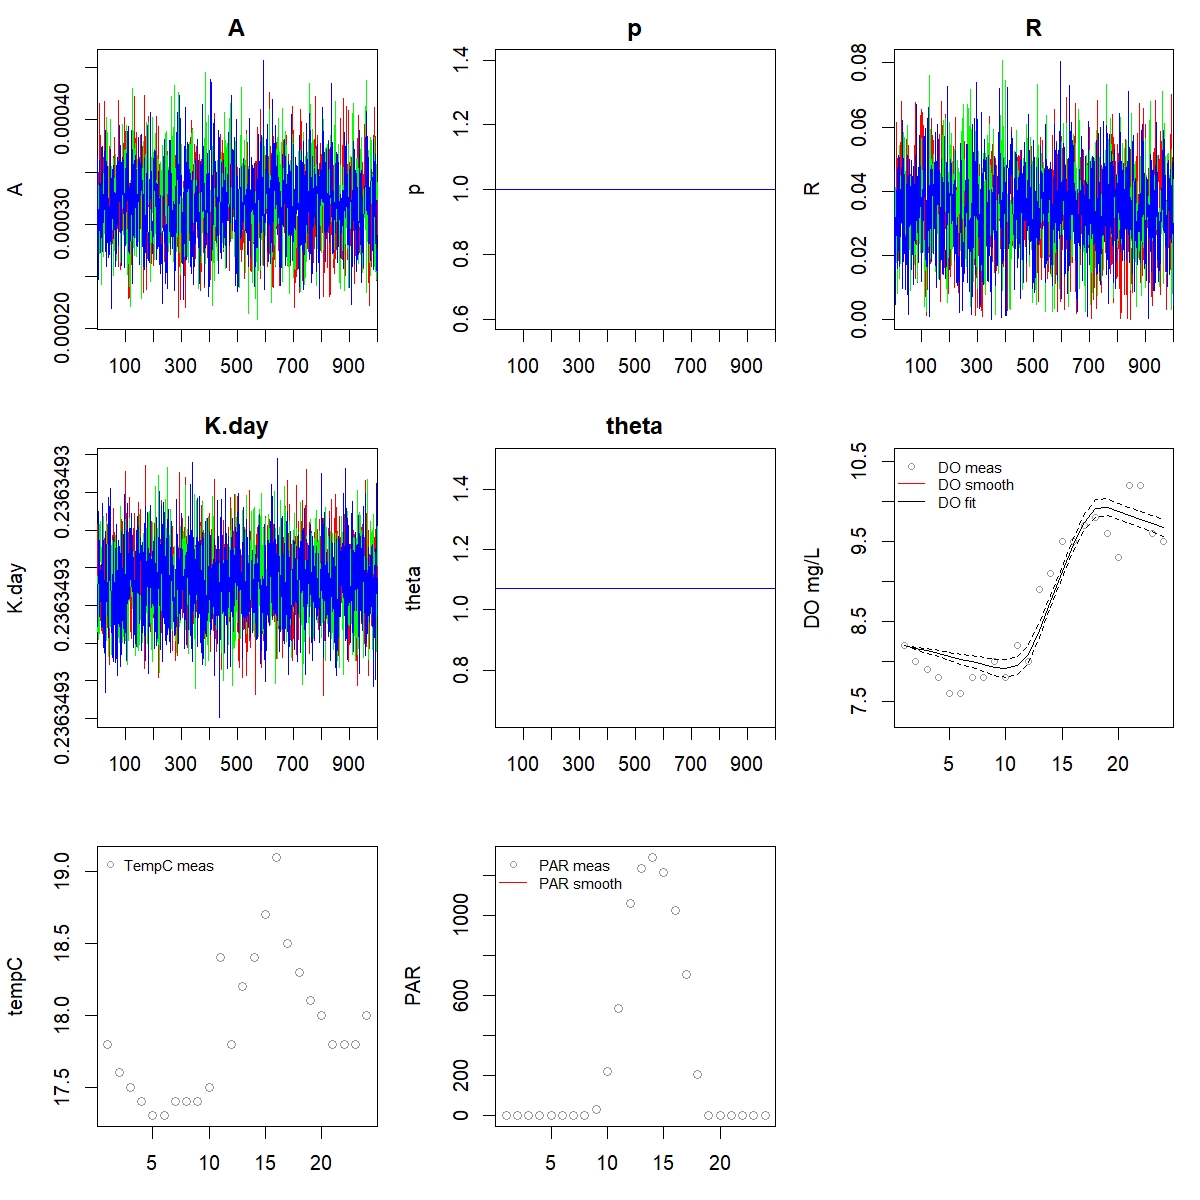 A
A
0.00020
0.00030
0.00040
100 300 500 700 900
p
p
0.6
0.8
1.0
1.2
1.4
100 300 500 700 900
R
R
0.00
0.02
0.04
0.06
0.08
100 300 500 700 900
K.day
K.day
0.2363493
0.2363493
0.2363493
0.2363493
0.2363493
100 300 500 700 900
theta
theta
0.8
1.0
1.2
1.4
100 300 500 700 900
DO mg/L
7.5
8.5
9.5
10.5
DO meas
DO smooth
DO fit
5 10 15 20
tempC
17.5
18.0
18.5
19.0
TempC meas
5 10 15 20
PAR
0
200
600
1000
PAR meas
PAR smooth
5 10 15 20